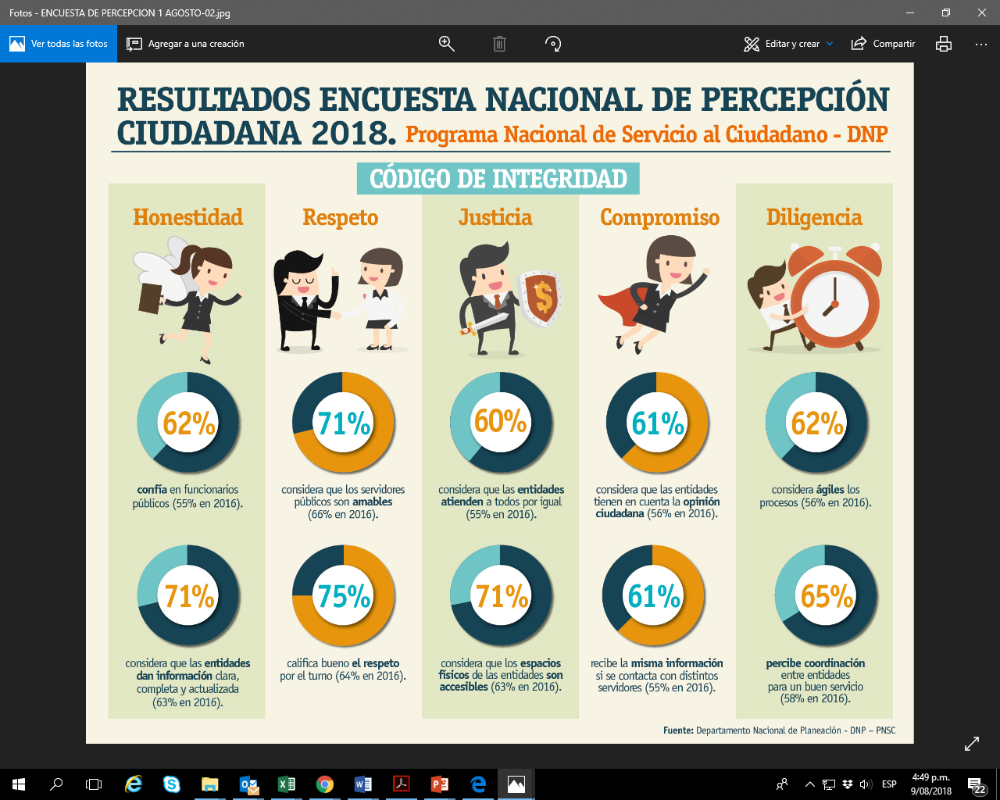 Fotos - ENCUESTA DE PERCEPCION 1 AGOSTO-02.jpg
Ver todas las fotos
Agregar a una creación
Editar y crear
Compartir
RESULTADOS ENCUESTA NACIONAL DE PERCEPCIÓN
CIUDADANA 2018. Programa Nacional de Servicio al Ciudadano - DNP
CÓDIGO DE INTEGRIDAD
Honestidad
62%
confía en funcionarios
públicos (55% en 2016).
71%
considera que las entidades
dan información clara,
completa y actualizada
(63% en 2016).
Respeto
71%
considera que los servidores
públicos son amables
(66% en 2016).
75%
califica bueno el respeto
por el turno (64% en 2016).
Justicia
$
60%
considera que las entidades
atienden a todos por igual
(55% en 2016).
71%
considera que los espacios
físicos de las entidades son
accesibles (63% en 2016).
Compromiso
61%
considera que las entidades
tienen en cuenta la opinión
ciudadana (56% en 2016).
61%
recibe la misma información
si se contacta con distintos
servidores (55% en 2016).
Diligencia
62%
considera ágiles los
procesos (56% en 2016).
65%
percibe coordinación
entre entidades
para un buen servicio
(58% en 2016).
Fuente: Departamento Nacional de Planeación - DNP – PNSC
ESP
4:49 p.m.
9/08/2018
22